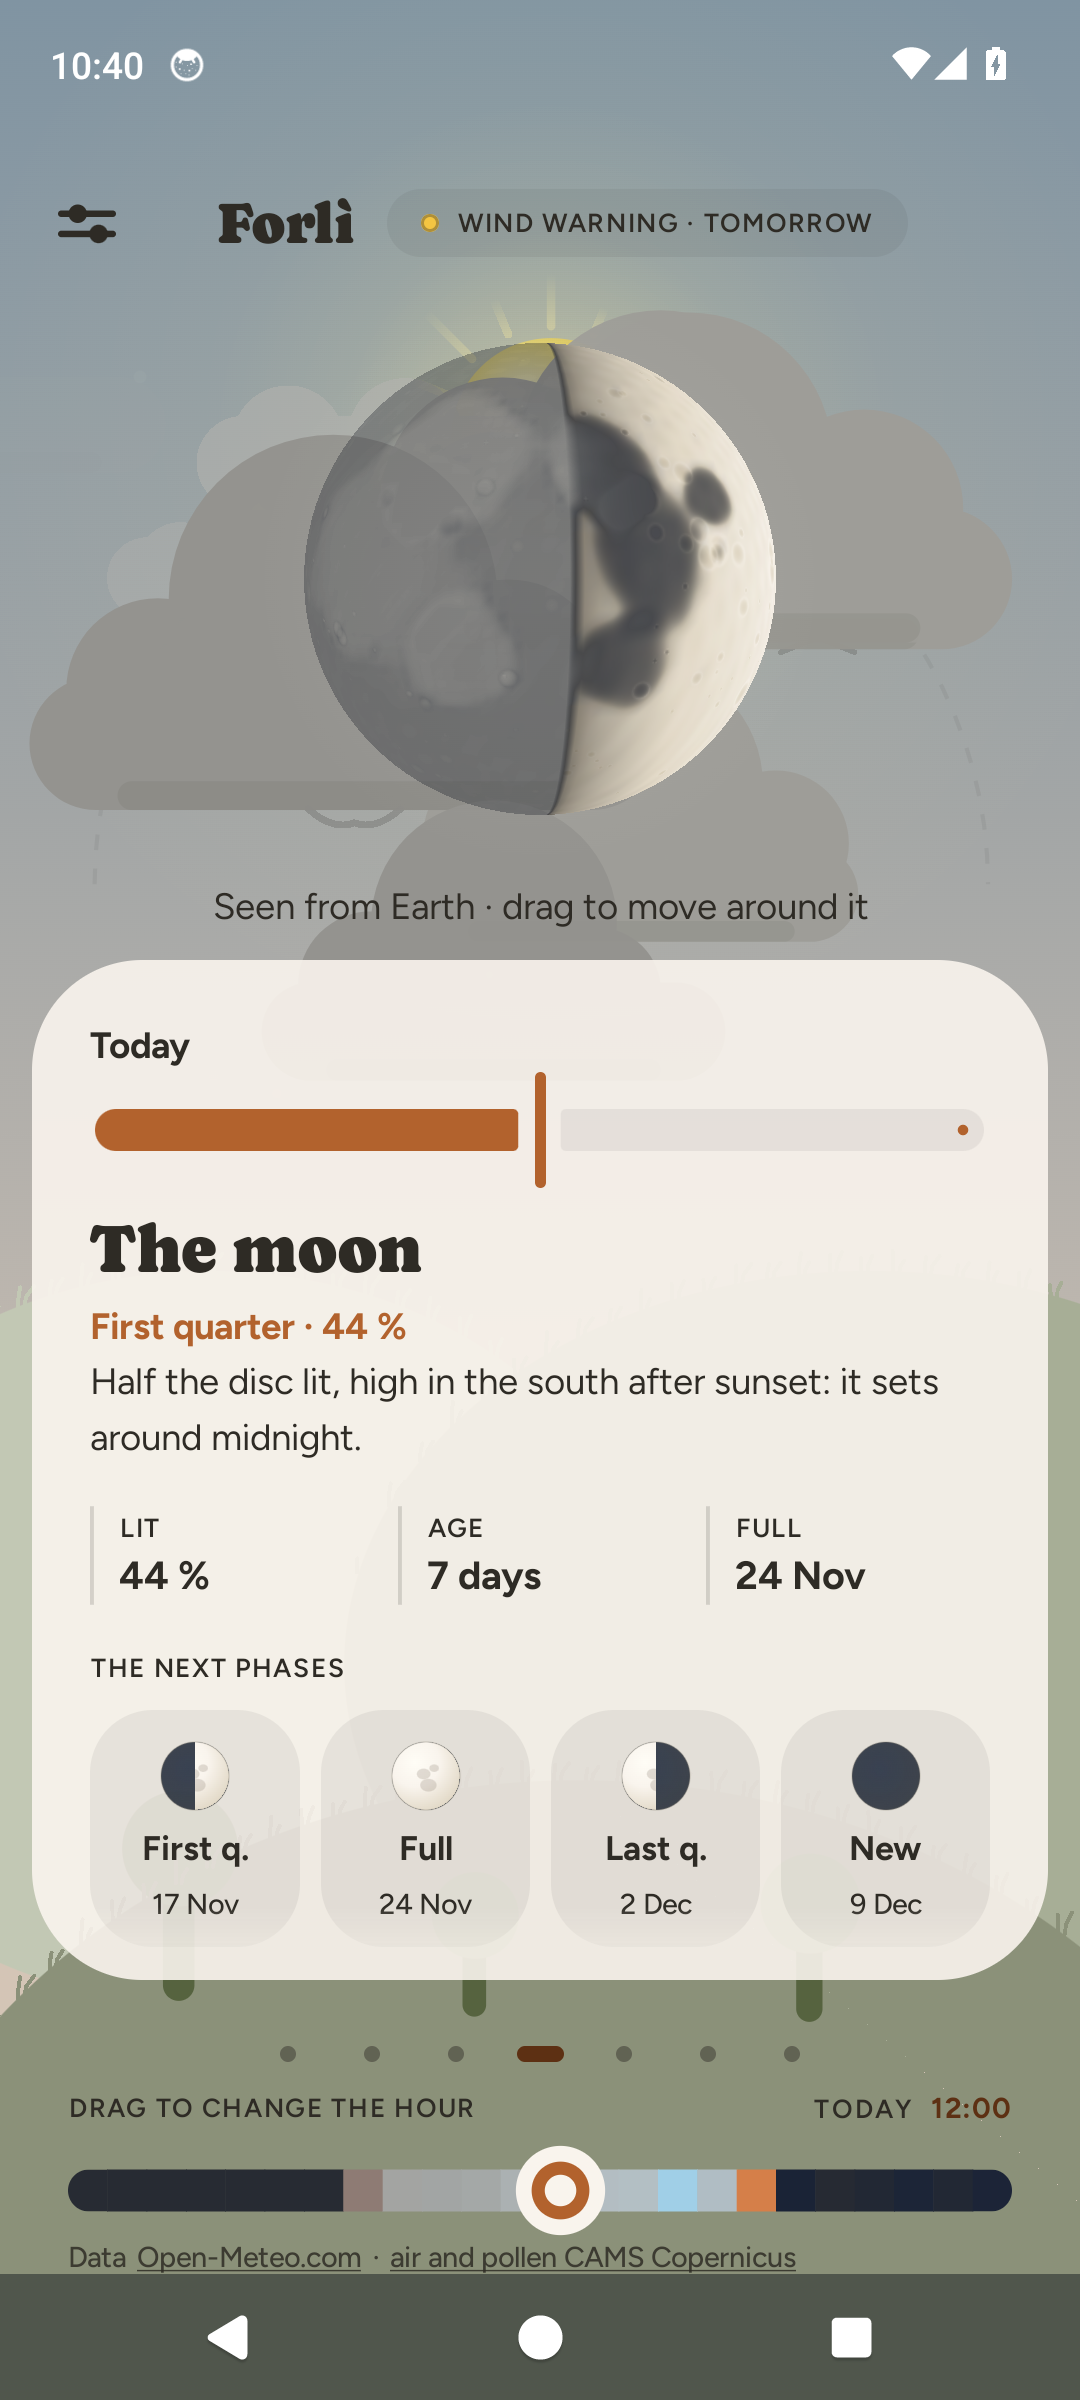 10:40
Forlì
WIND WARNING · TOMORROW
Seen from Earth · drag to move around it
Today
The moon
First quarter · 44 %
Half the disc lit, high in the south after sunset: it sets
around midnight.
LIT AGE FULL
44 % 7 days 24 Nov
THE NEXT PHASES
First q. Full Last q. New
17 Nov 24 Nov 2 Dec 9 Dec
DRAG TO CHANGE THE HOUR TODAY 12:00
Data Open-Meteo.com · air and pollen CAMS Copernicus